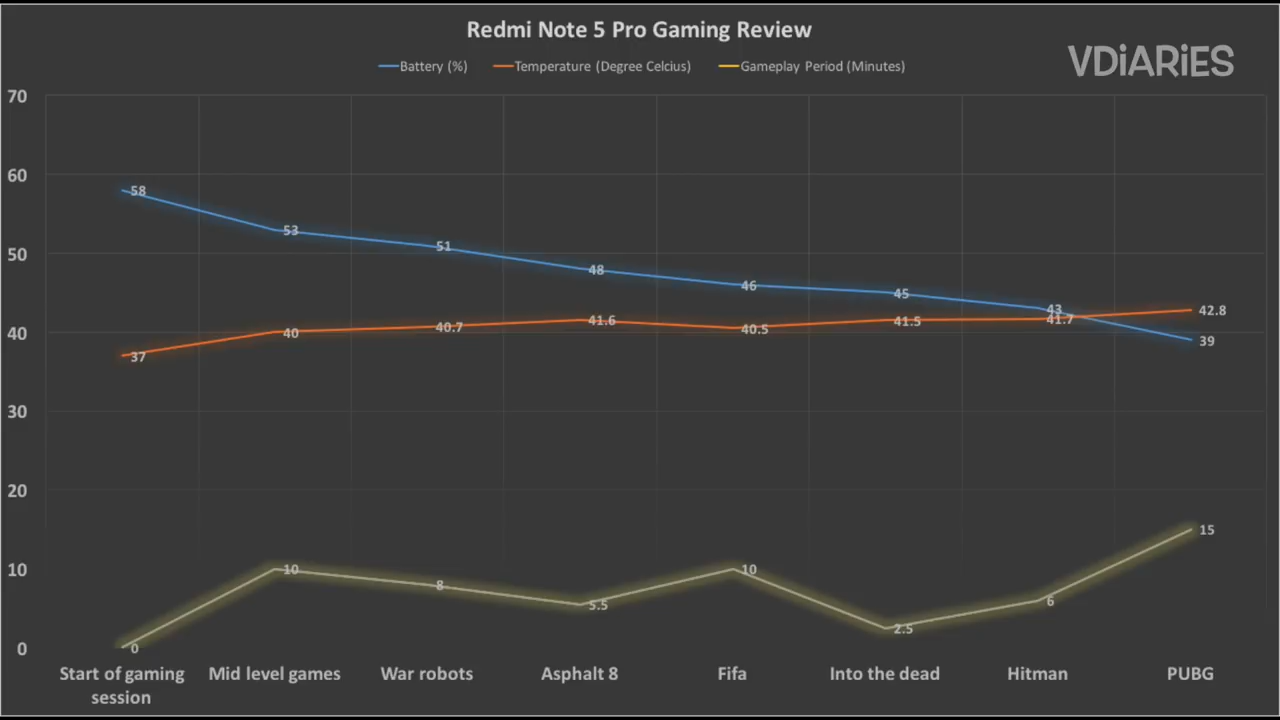 Redmi Note 5 Pro Gaming Review
VDiARiES
Battery (%) Temperature (Degree Celcius) Gameplay Period (Minutes)
70
60
50
40
30
20
10
0
58 53 51 48 46 45 43 39
37 40 40.7 41.6 40.5 41.5 41.7 42.8
0 10 8 5.5 10 2.5 6 15
Start of gaming session Mid level games War robots Asphalt 8 Fifa Into the dead Hitman PUBG